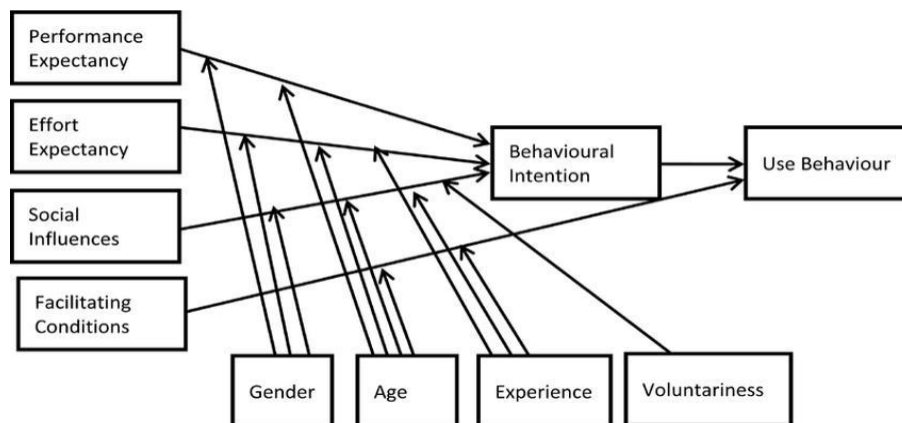 Performance
Expectancy
Effort
Expectancy
Behavioural
Intention
Use Behaviour
Social
Influences
Facilitating
Conditions
Gender
Age
Experience
Voluntariness